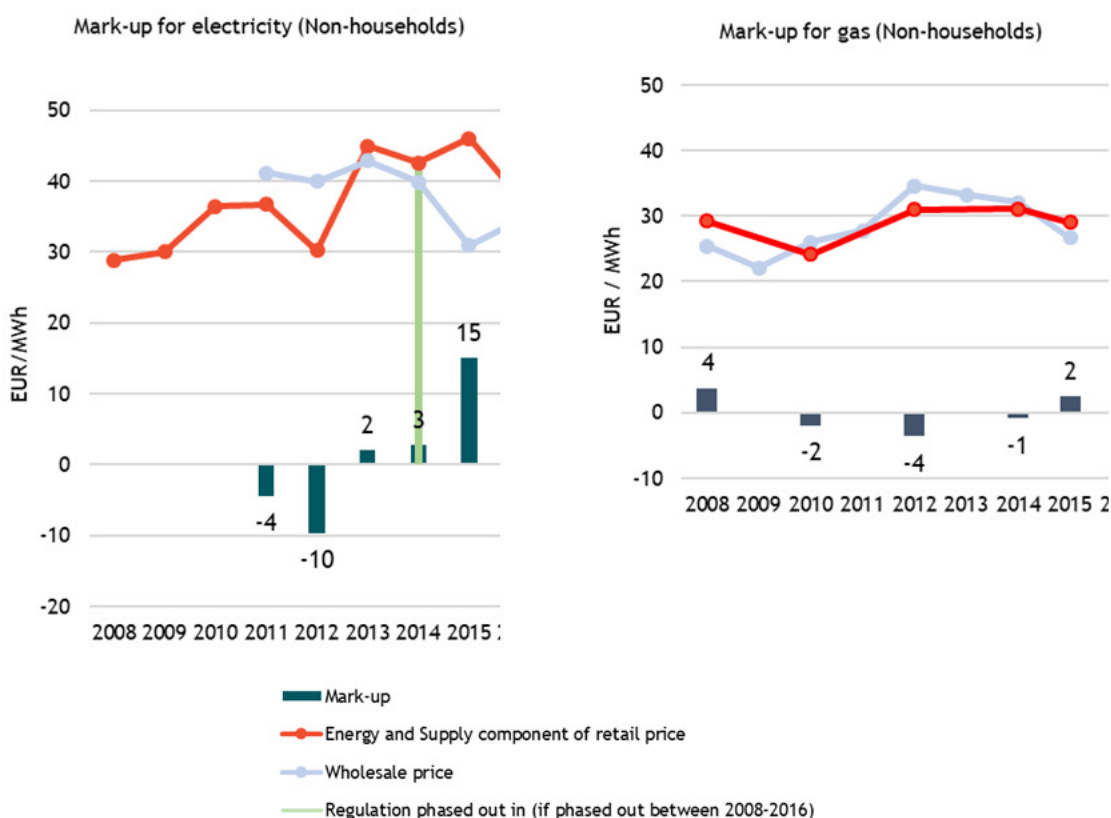 Mark-up for electricity (Non-households)
50
40
30
20
10
0
-10
-20
EUR/MWh
-4
-10
2
3
15
2008 2009 2010 2011 2012 2013 2014 2015
Mark-up for gas (Non-households)
50
40
30
20
10
0
-10
EUR / MWh
4
-2
-4
-1
2
2008 2009 2010 2011 2012 2013 2014 2015 2
Mark-up
Energy and Supply component of retail price
Wholesale price
Regulation phased out in (if phased out between 2008-2016)